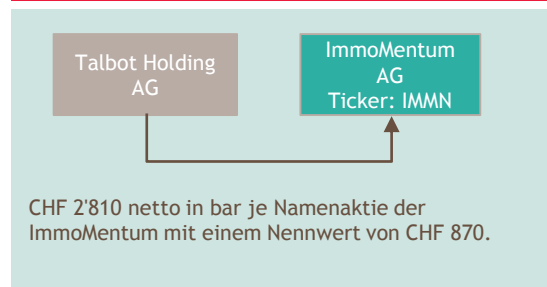 Talbot Holding
AG
ImmoMentum
AG
Ticker: IMMN
CHF 2'810 netto in bar je Namenaktie der
ImmoMentum mit einem Nennwert von CHF 870.